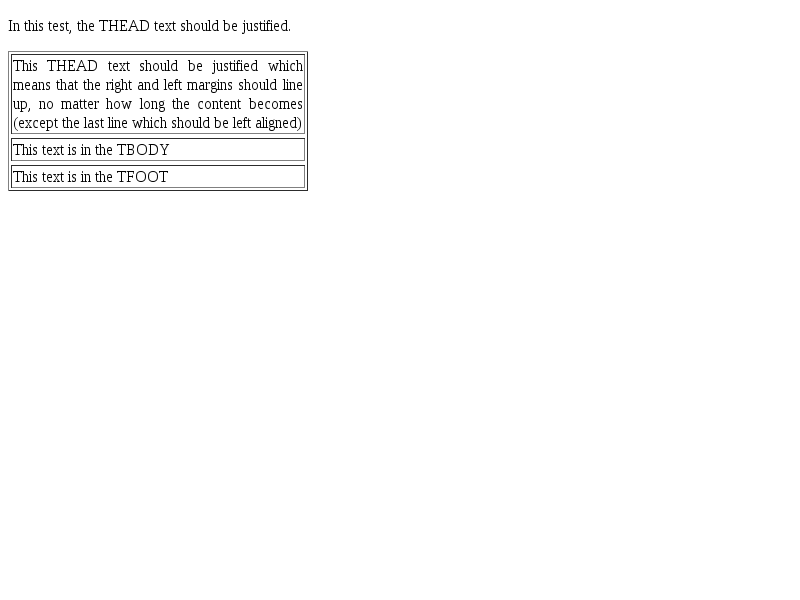 In this test, the THEAD text should be justified.
This THEAD text should be justified which
means that the right and left margins should line
up, no matter how long the content becomes
(except the last line which should be left aligned)
This text is in the TBODY
This text is in the TFOOT